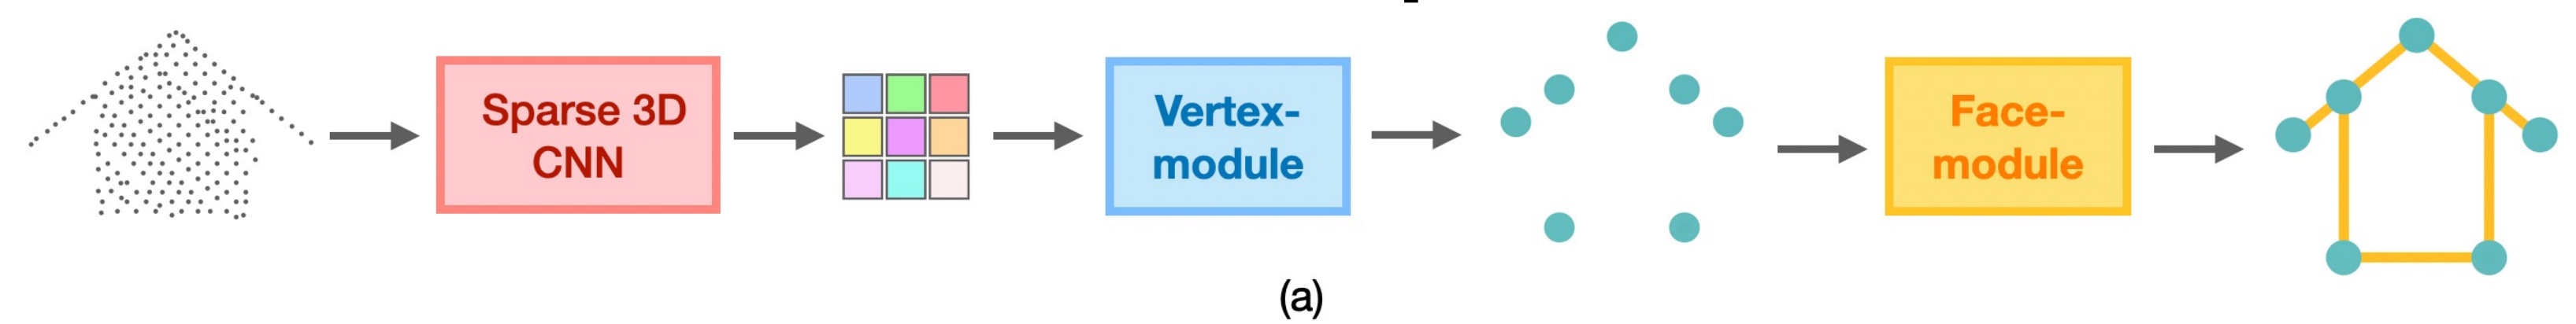 Sparse 3D
CNN
Vertex-
module
Face-
module
(a)